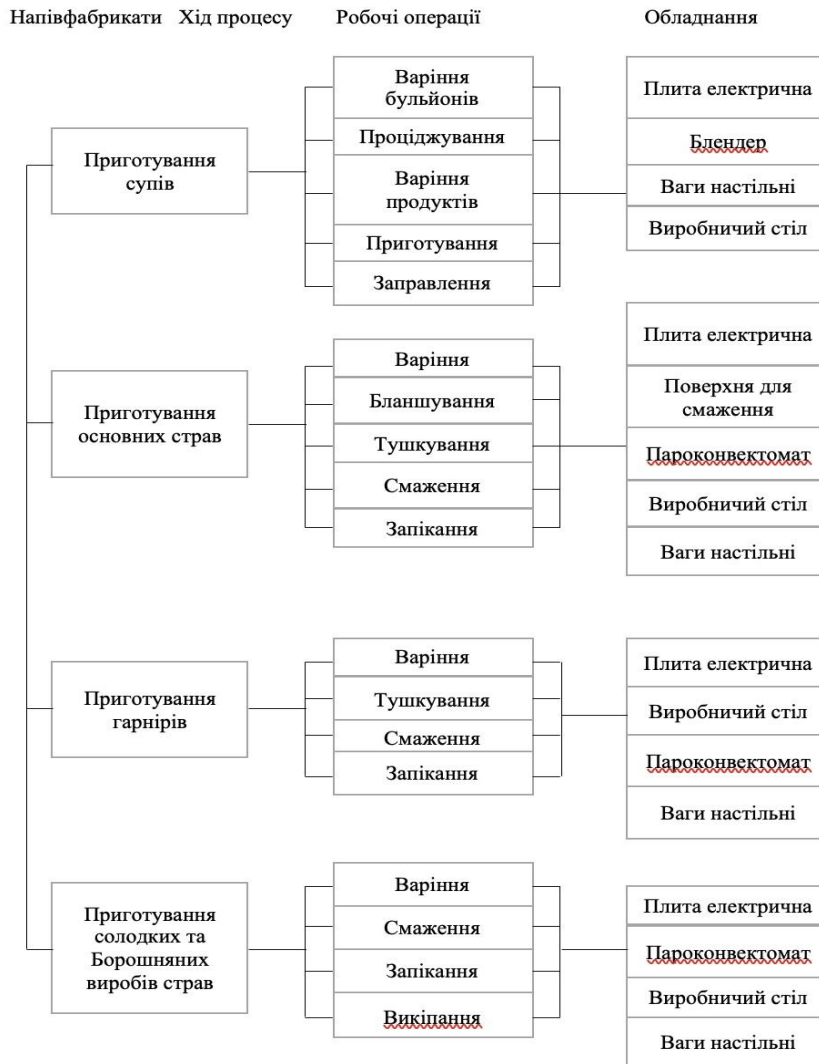 Напівфабрикати Хід процесу Робочі операції Обладнання
Приготування
супів
Варіння
бульйонів
Проціджування
Варіння
продуктів
Приготування
Заправлення
Плита електрична
Блендер
Ваги настільні
Виробничий стіл
Приготування
основних страв
Варіння
Бланшування
Тушкування
Смаження
Запікання
Плита електрична
Поверхня для
смаження
Пароконвектомат
Виробничий стіл
Ваги настільні
Приготування
гарнірів
Варіння
Тушкування
Смаження
Запікання
Плита електрична
Виробничий стіл
Пароконвектомат
Ваги настільні
Приготування
солодких та
Борошняних
виробів страв
Варіння
Смаження
Запікання
Викіпання
Плита електрична
Пароконвектомат
Виробничий стіл
Ваги настільні